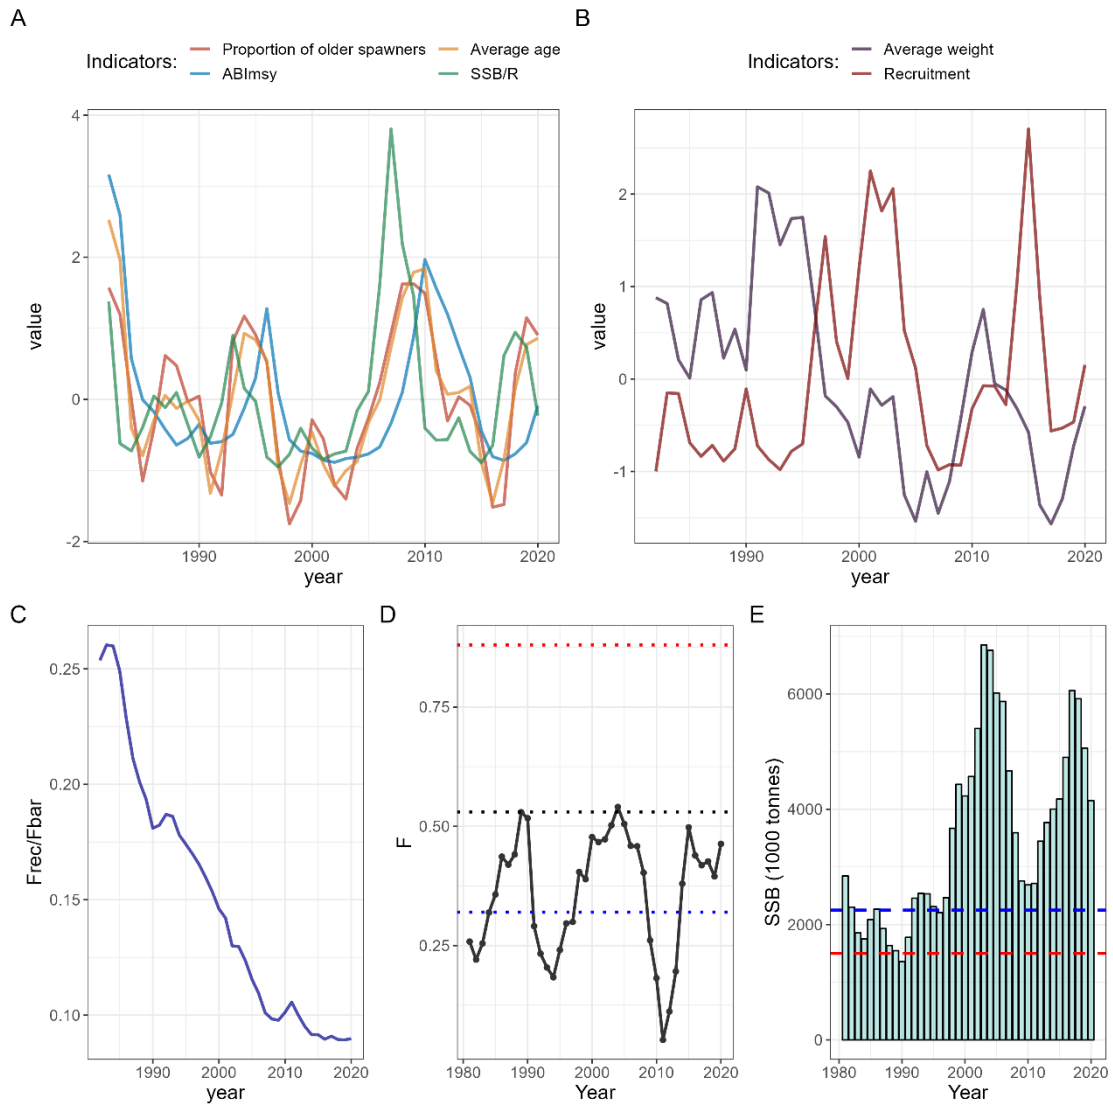 A
Indicators:
Proportion of older spawners
Average age
ABImsy
SSB/R
value
4
2
0
-2
1990
2000
2010
2020
year
B
Indicators:
Average weight
Recruitment
value
2
1
0
-1
1990
2000
2010
2020
year
C
Frec/Fbar
0.25
0.20
0.15
0.10
1990
2000
2010
2020
year
D
F
0.75
0.50
0.25
1980
1990
2000
2010
2020
Year
E
SSB (1000 tonnes)
6000
4000
2000
0
1980
1990
2000
2010
2020
Year